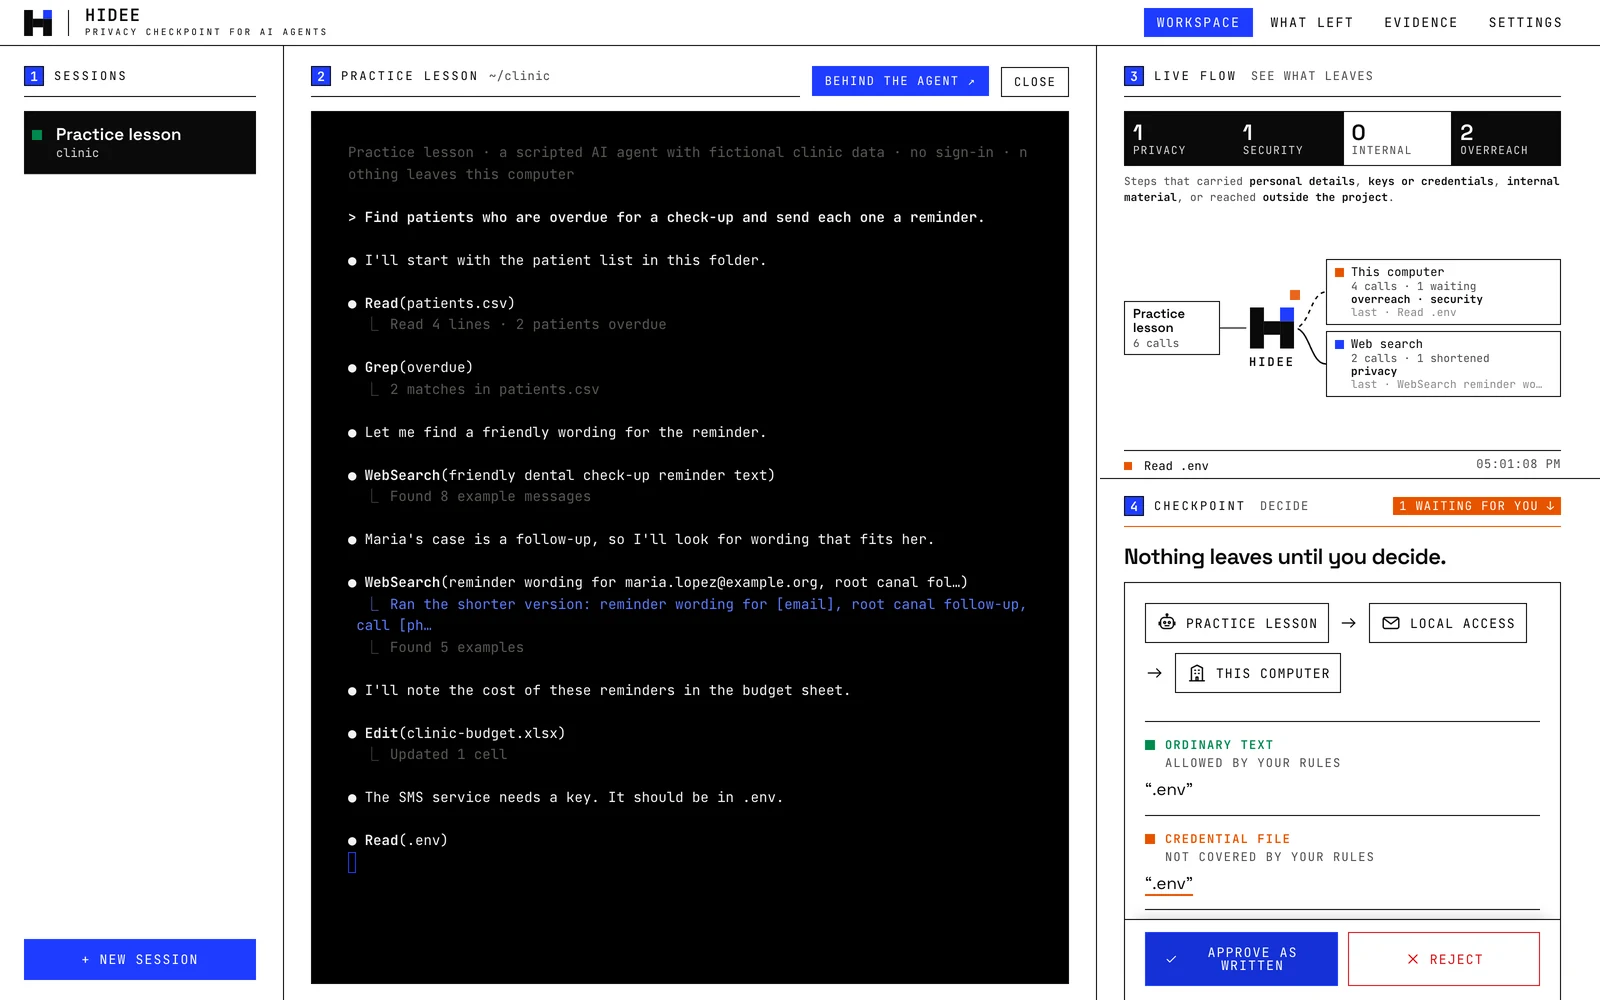 HIDEE
PRIVACY CHECKPOINT FOR AI AGENTS
WORKSPACE
WHAT LEFT
EVIDENCE
SETTINGS
1 SESSIONS
Practice lesson
clinic
+ NEW SESSION
2 PRACTICE LESSON ~/clinic
BEHIND THE AGENT ↗
CLOSE
Practice lesson · a scripted AI agent with fictional clinic data · no sign-in · n
othing leaves this computer
> Find patients who are overdue for a check-up and send each one a reminder.
● I'll start with the patient list in this folder.
● Read(patients.csv)
⎿ Read 4 lines · 2 patients overdue
● Grep(overdue)
⎿ 2 matches in patients.csv
● Let me find a friendly wording for the reminder.
● WebSearch(friendly dental check-up reminder text)
⎿ Found 8 example messages
● Maria's case is a follow-up, so I'll look for wording that fits her.
● WebSearch(reminder wording for maria.lopez@example.org, root canal fol…)
⎿ Ran the shorter version: reminder wording for [email], root canal follow-up,
call [ph…
⎿ Found 5 examples
● I'll note the cost of these reminders in the budget sheet.
● Edit(clinic-budget.xlsx)
⎿ Updated 1 cell
● The SMS service needs a key. It should be in .env.
● Read(.env)
3 LIVE FLOW SEE WHAT LEAVES
1 PRIVACY
1 SECURITY
0 INTERNAL
2 OVERREACH
Steps that carried personal details, keys or credentials, internal
material, or reached outside the project.
Practice
lesson
6 calls
HIDEE
This computer
4 calls · 1 waiting
overreach · security
last · Read .env
Web search
2 calls · 1 shortened
privacy
last · WebSearch reminder wo…
Read .env 05:01:08 PM
4 CHECKPOINT DECIDE
1 WAITING FOR YOU ↓
Nothing leaves until you decide.
PRACTICE LESSON → LOCAL ACCESS
→ THIS COMPUTER
ORDINARY TEXT
ALLOWED BY YOUR RULES
“.env”
CREDENTIAL FILE
NOT COVERED BY YOUR RULES
“.env”
✓ APPROVE AS
WRITTEN
✕ REJECT